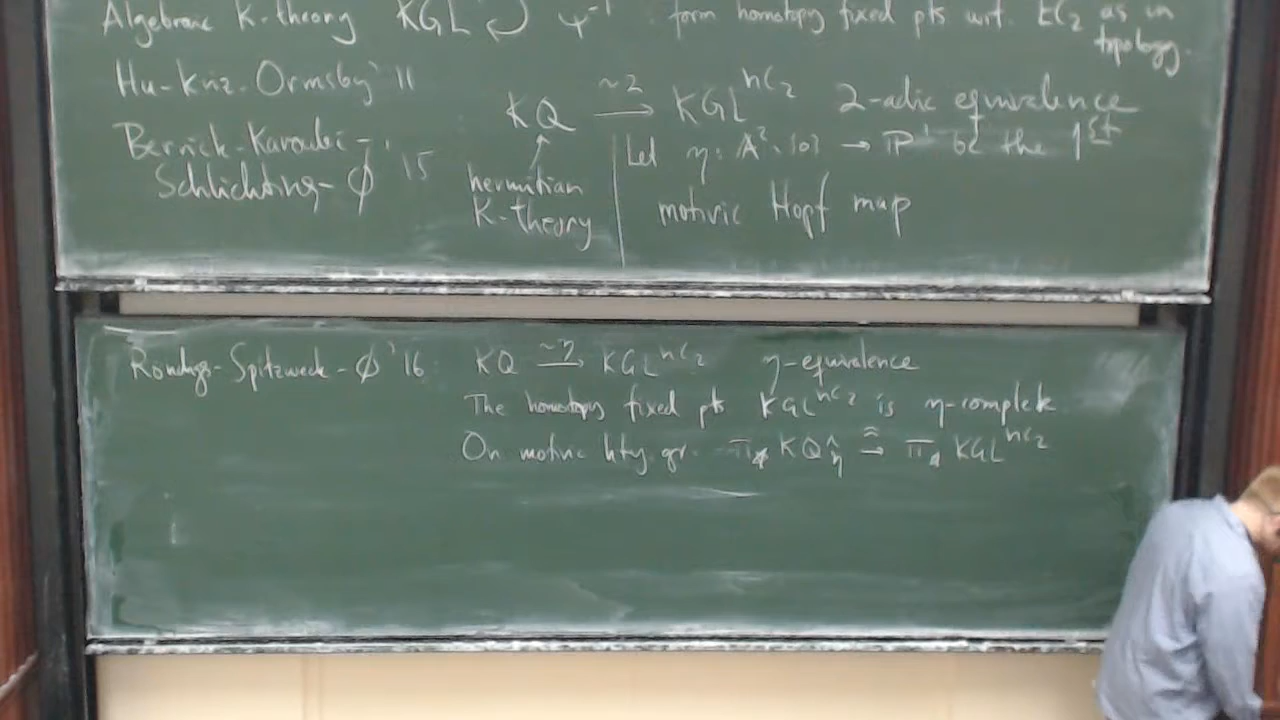 Algebraic K-theory KGL ψ⁻¹ : form homotopy fixed pts wrt. EC₂ as in topology.
Hu-Kriz-Ormsby '11
KQ →^{~2} KGL^{hC₂} 2-adic equivalence
Berrick-Karoubi-
Schlichting-Ø '15
hermitian
K-theory
Let η: A²∖{0} → P¹ be the 1st
motivic Hopf map
Röndigs-Spitzweck-Ø '16: KQ →^{~η} KGL^{hC₂} η-equivalence
The homotopy fixed pts KGL^{hC₂} is η-complete
On motivic hty. gr. π_★ KQ^_η →^≅ π_★ KGL^{hC₂}